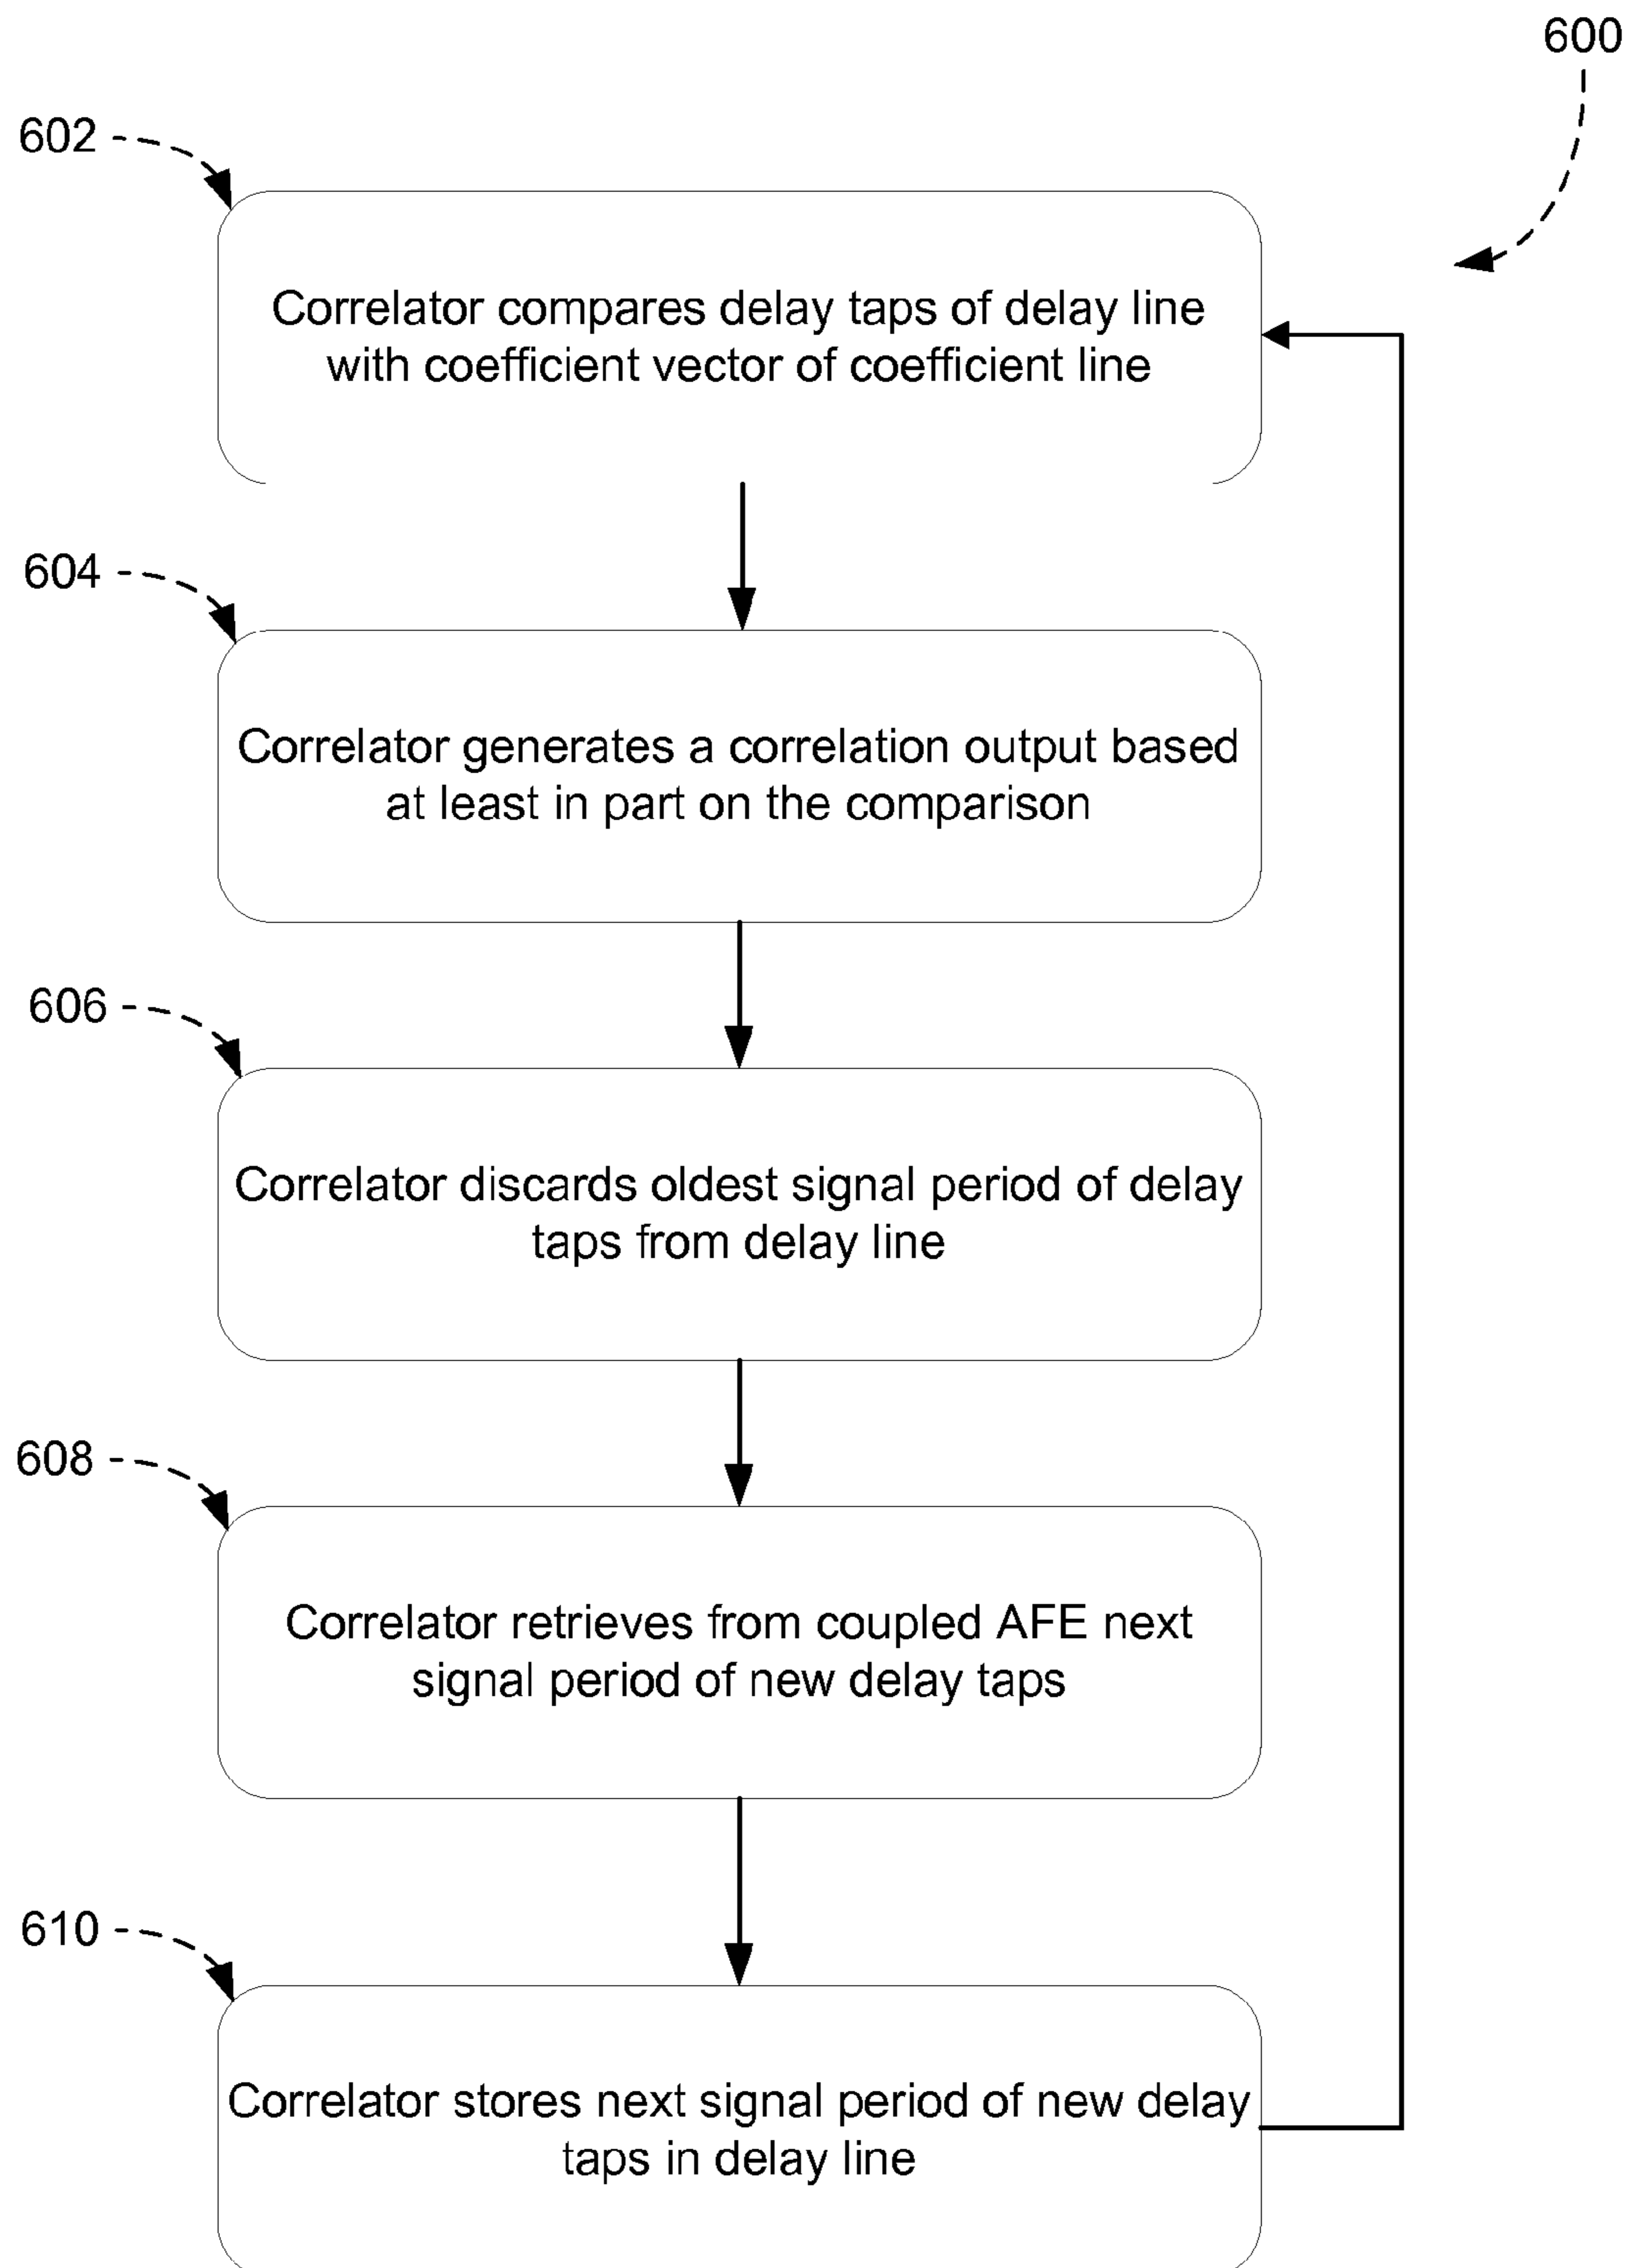 600
602
Correlator compares delay taps of delay line
with coefficient vector of coefficient line
604
Correlator generates a correlation output based
at least in part on the comparison
606
Correlator discards oldest signal period of delay
taps from delay line
608
Correlator retrieves from coupled AFE next
signal period of new delay taps
610
Correlator stores next signal period of new delay
taps in delay line